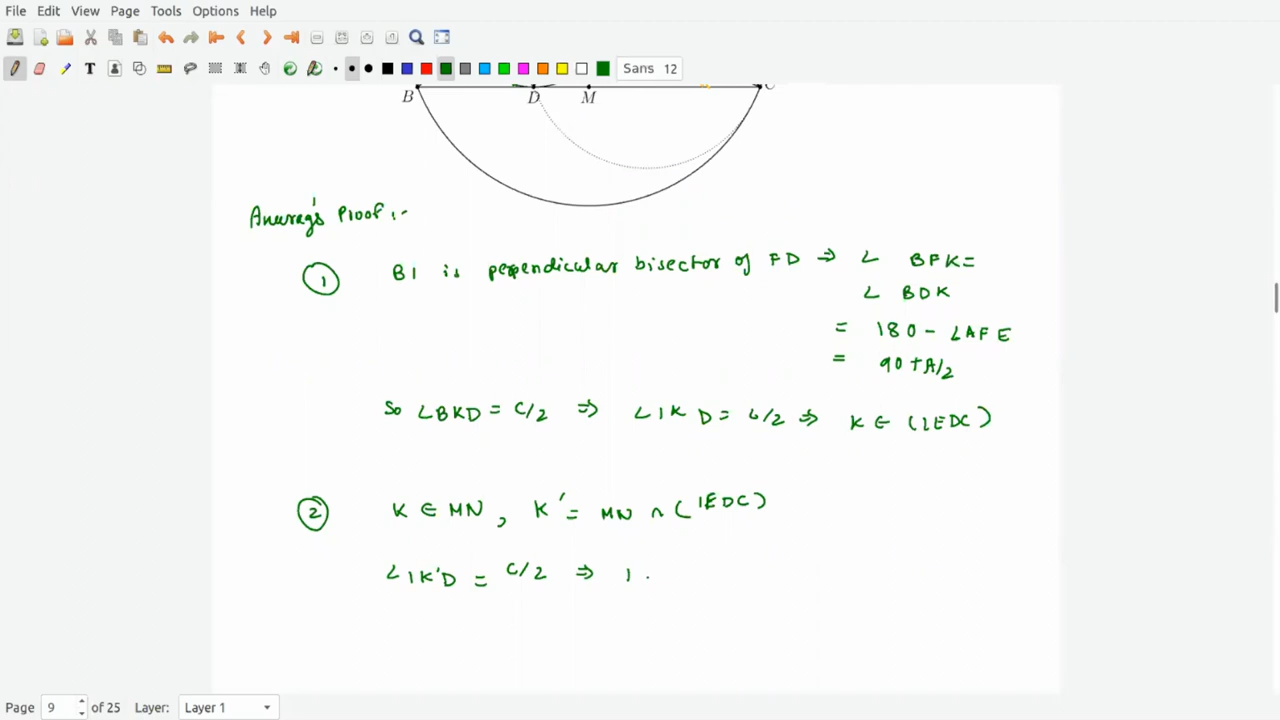 File Edit View Page Tools Options Help
Sans 12
B D M C
Anurag's Proof :-
① BI is perpendicular bisector of FD ⇒ ∠ BFK =
∠ BDK
= 180 - ∠AFE
= 90 + A/2
So ∠BKD = C/2 ⇒ ∠IKD = C/2 ⇒ K ∈ (IEDC)
② K ∈ MN, K' = MN ∩ (IEDC)
∠IK'D = C/2 ⇒ I
Page 9 of 25 Layer: Layer 1